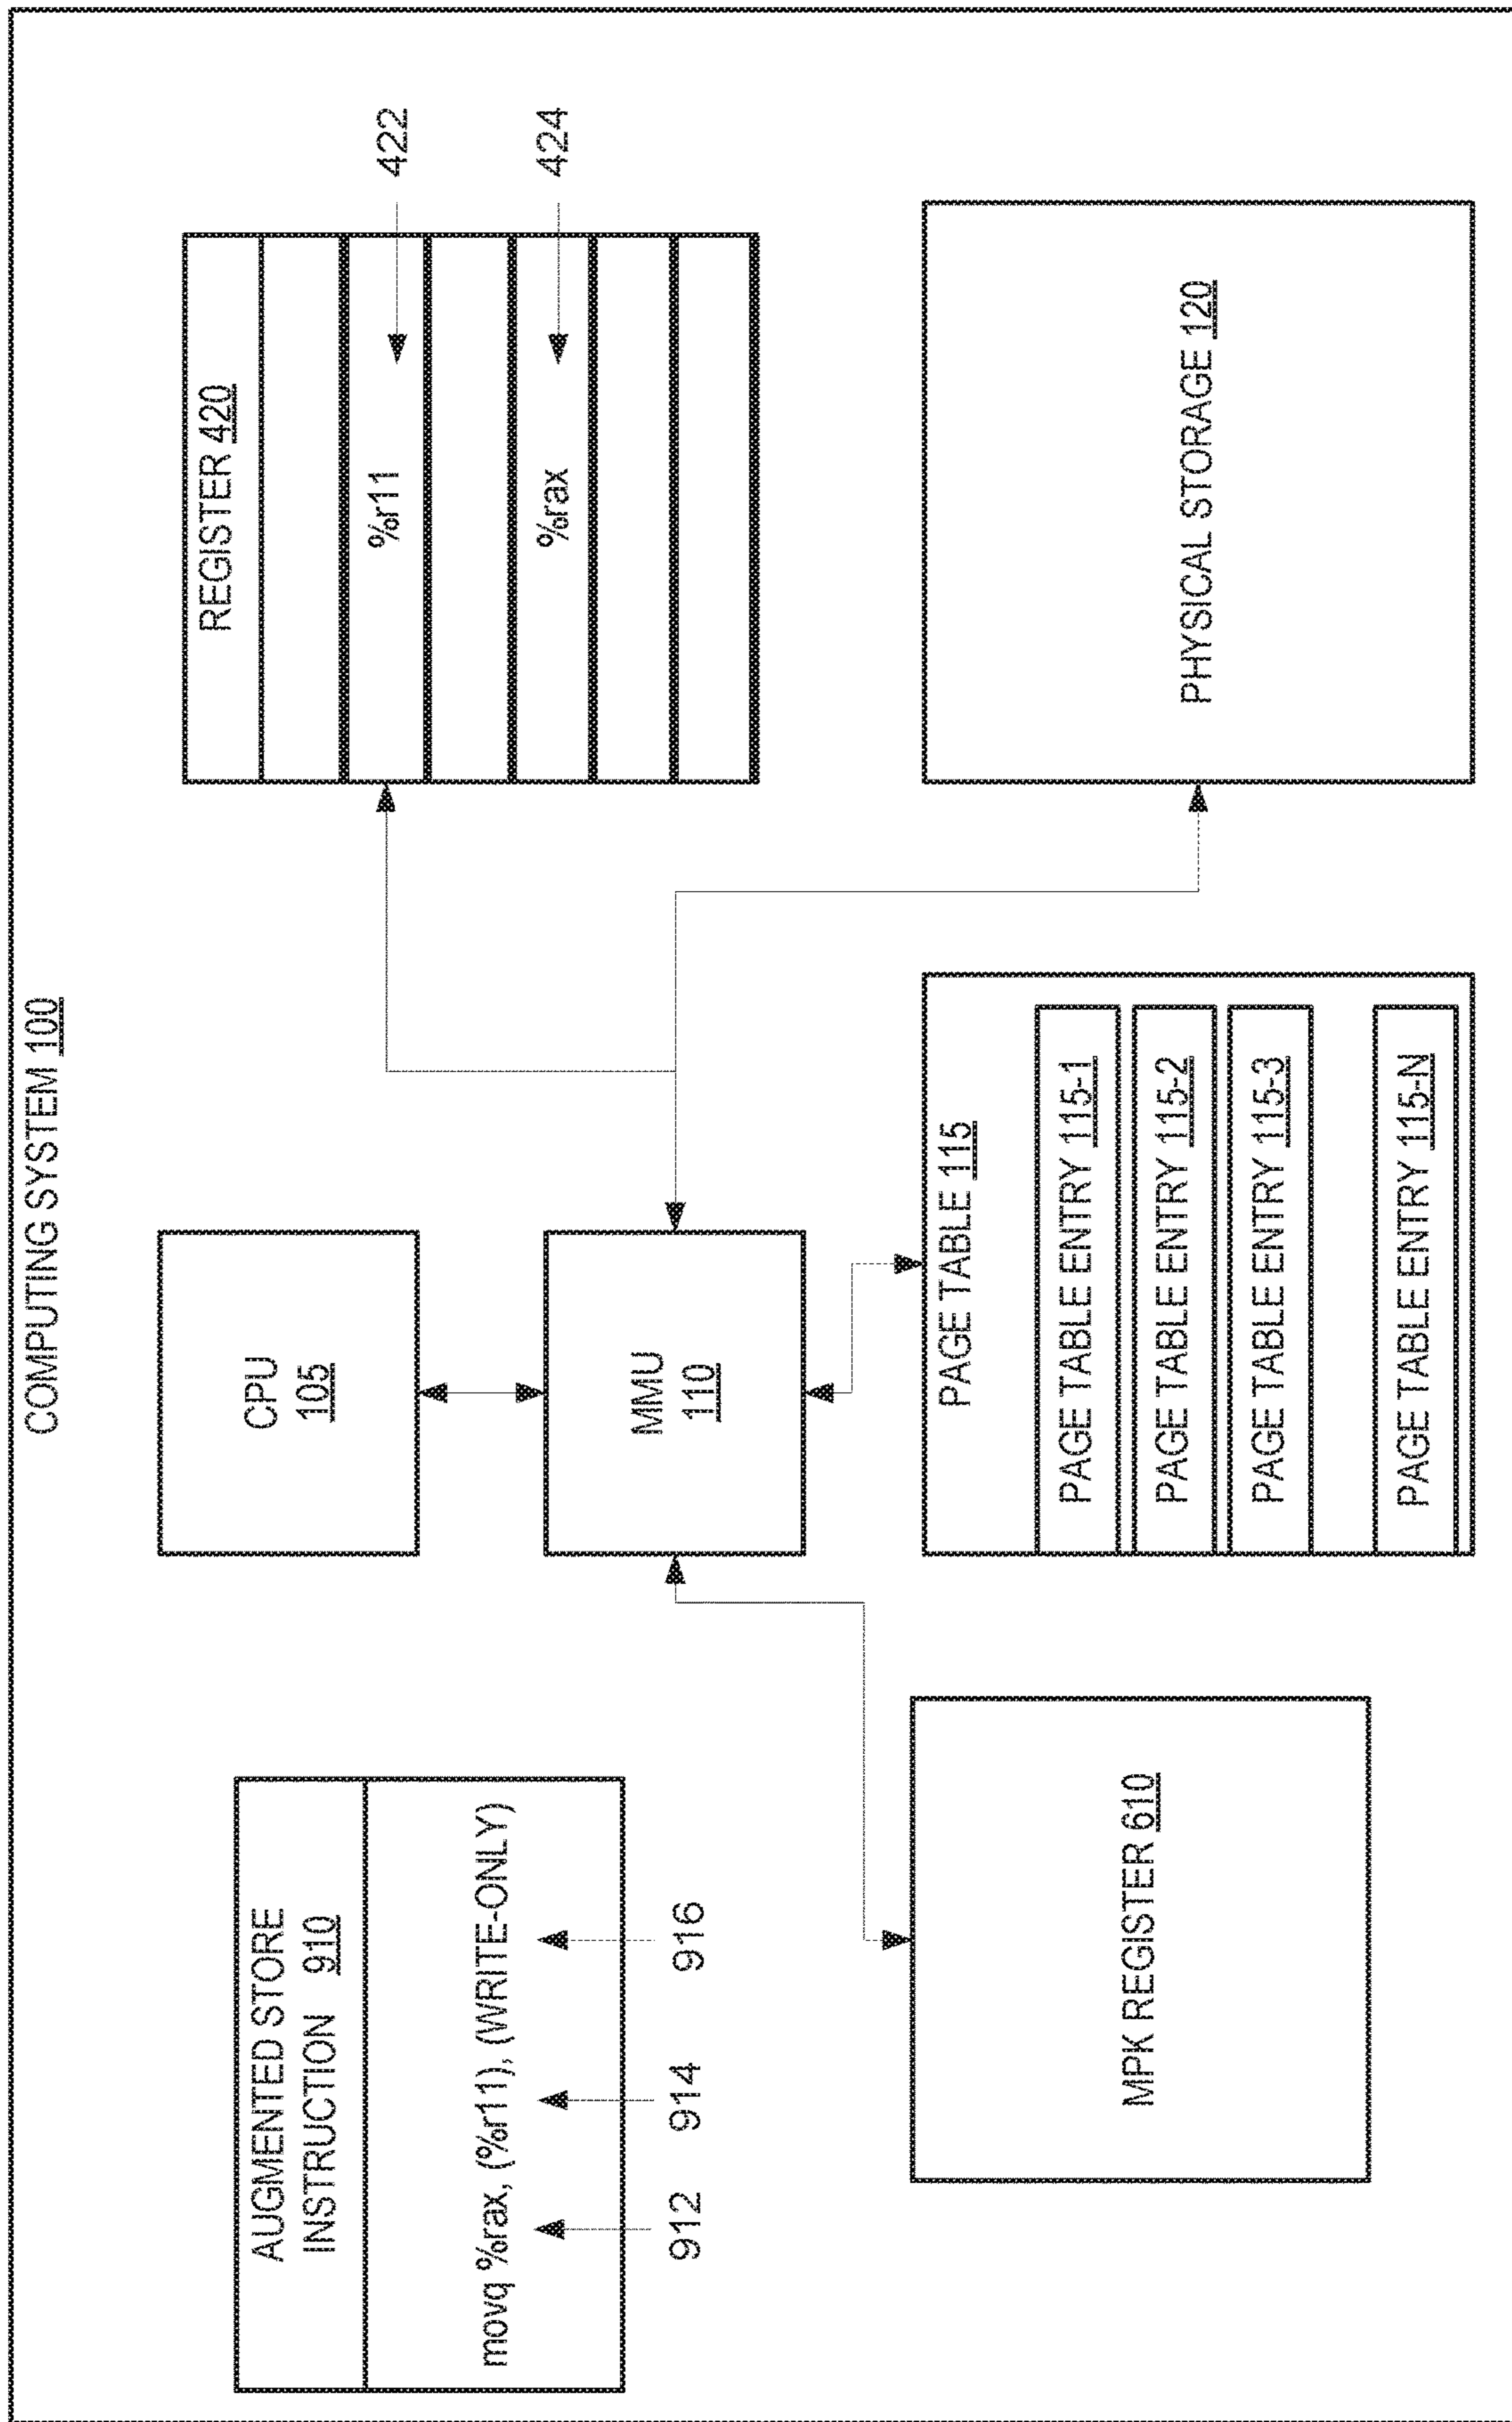 COMPUTING SYSTEM 100
AUGMENTED STORE
INSTRUCTION 910
movq %rax, (%r11), (WRITE-ONLY)
912
914
916
MPK REGISTER 610
CPU
105
MMU
110
PAGE TABLE 115
PAGE TABLE ENTRY 115-1
PAGE TABLE ENTRY 115-2
PAGE TABLE ENTRY 115-3
PAGE TABLE ENTRY 115-N
REGISTER 420
%r11
422
%rax
424
PHYSICAL STORAGE 120